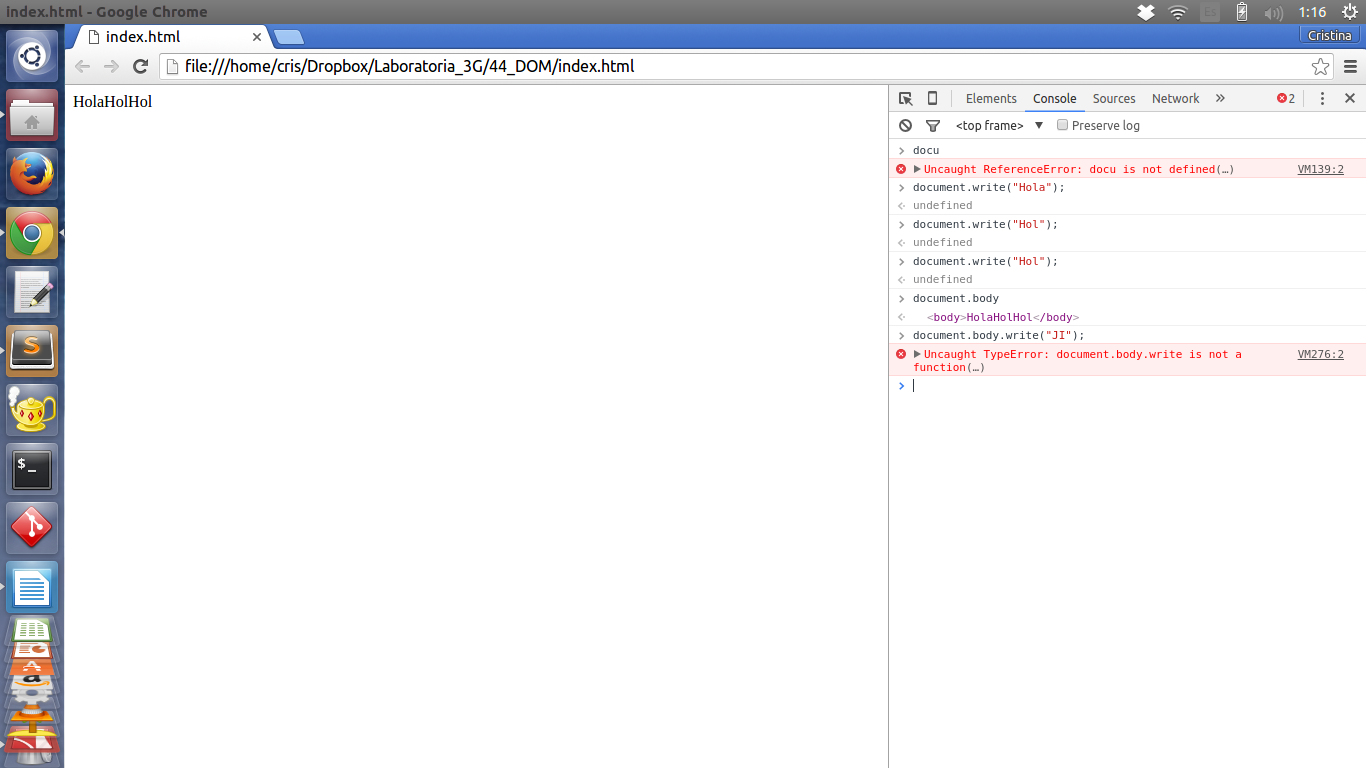 index.html - Google Chrome
1:16
index.html
Cristina
file:///home/cris/Dropbox/Laboratoria_3G/44_DOM/index.html
HolaHolHol
Elements Console Sources Network » 2
<top frame> ▼ Preserve log
> docu
Uncaught ReferenceError: docu is not defined(…) VM139:2
> document.write("Hola");
undefined
> document.write("Hol");
undefined
> document.write("Hol");
undefined
> document.body
<body>HolaHolHol</body>
> document.body.write("JI");
Uncaught TypeError: document.body.write is not a VM276:2
function(…)
>
S
$ _
a